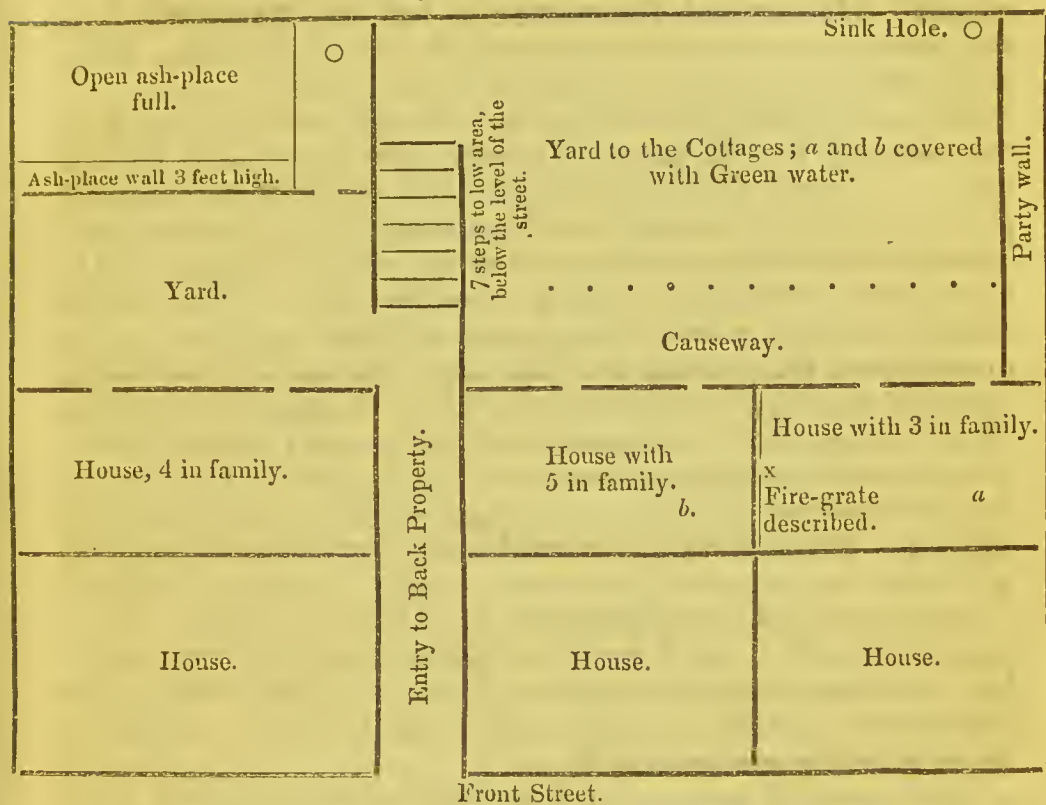 Sink Hole.
Open ash-place
full.
Ash-place wall 3 feet high.
7 steps to low area,
below the level of the
street.
Yard to the Cottages; a and b covered
with Green water.
Party wall.
Yard.
Causeway.
House, 4 in family.
Entry to Back Property.
House with
5 in family.
b.
House with 3 in family.
x
Fire-grate a
described.
House.
House.
House.
Front Street.